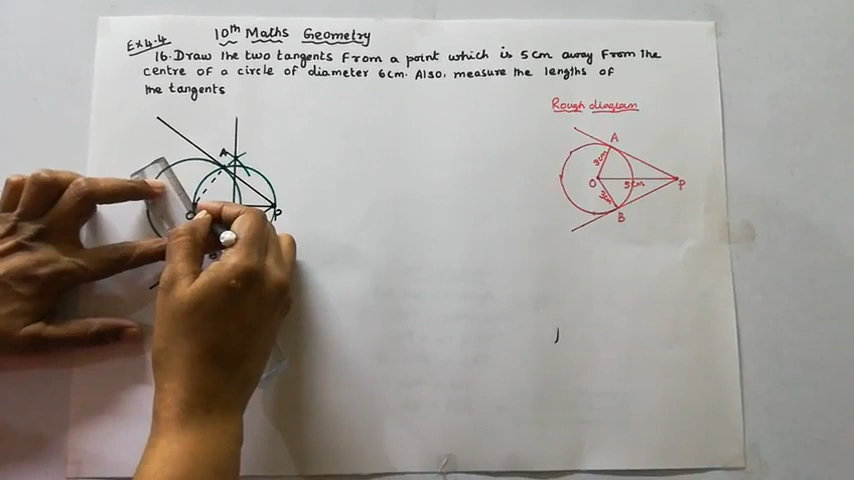 Ex 4.4
10th Maths Geometry
16. Draw the two tangents From a point which is 5cm away From the
centre of a circle of diameter 6cm. Also, measure the lengths of
the tangents
Rough diagram
A
3cm
O
5cm
P
3cm
B
A
P